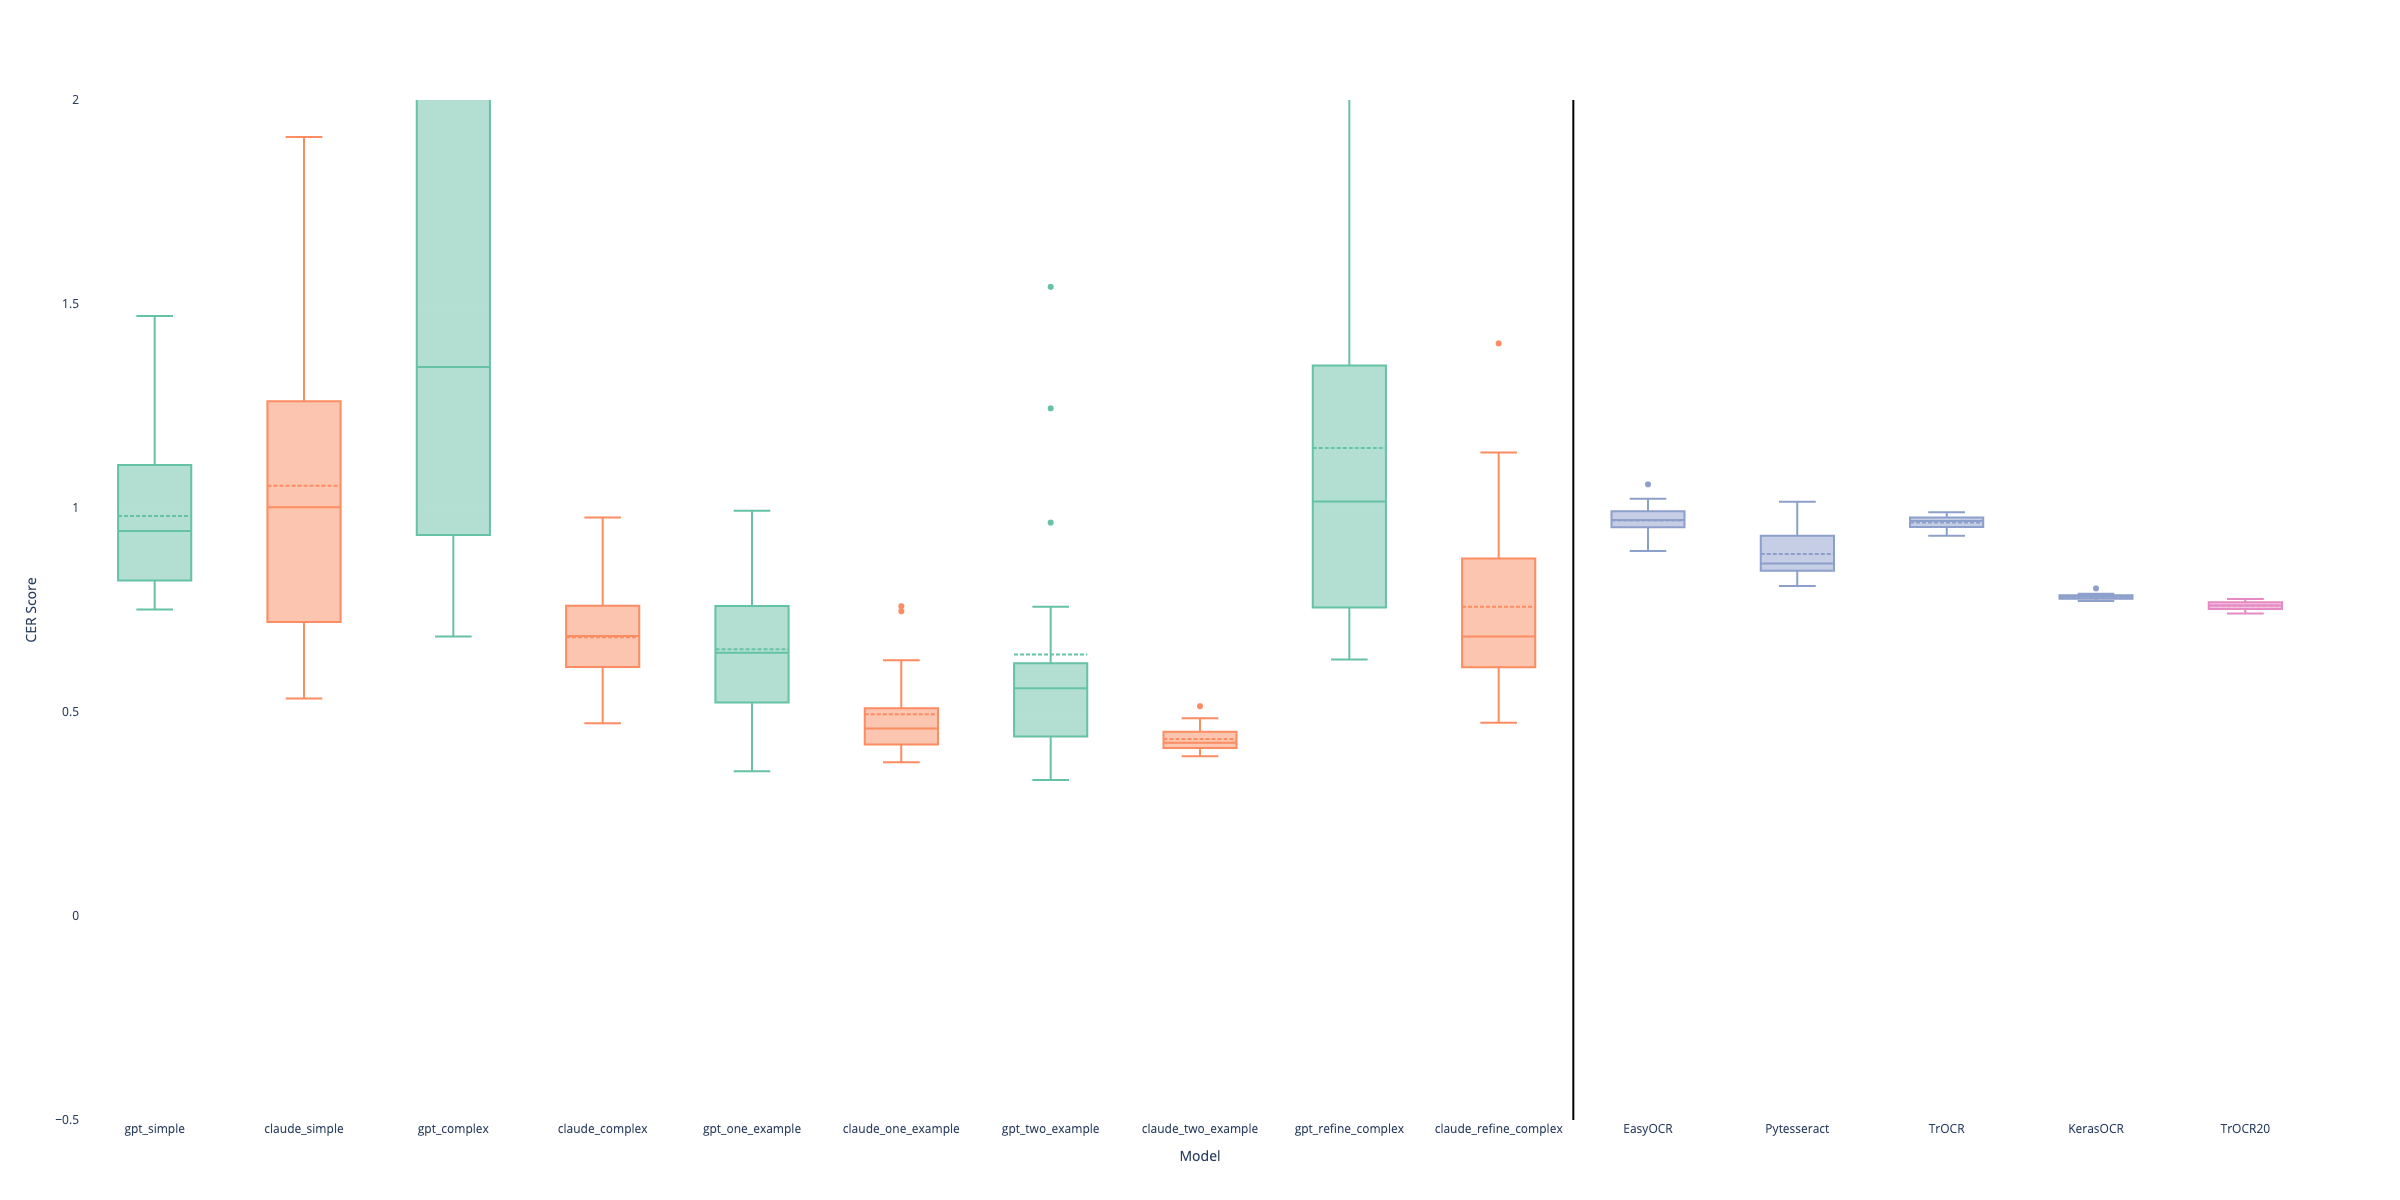 2
1.5
1
0.5
0
−0.5
CER Score
gpt_simple claude_simple gpt_complex claude_complex gpt_one_example claude_one_example gpt_two_example claude_two_example gpt_refine_complex claude_refine_complex EasyOCR Pytesseract TrOCR KerasOCR TrOCR20
Model